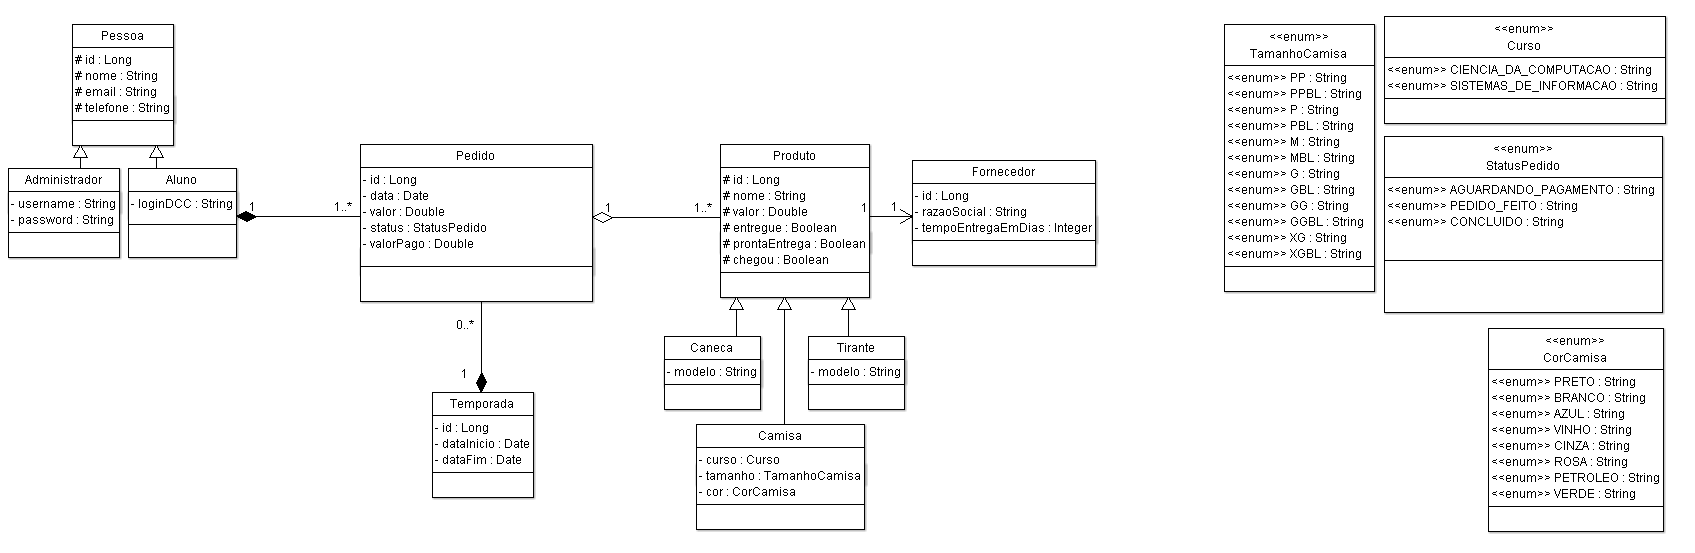 Pessoa
# id : Long
# nome : String
# email : String
# telefone : String
Administrador
- username : String
- password : String
Aluno
- loginDCC : String
1
1..*
Pedido
- id : Long
- data : Date
- valor : Double
- status : StatusPedido
- valorPago : Double
1
1..*
Produto
# id : Long
# nome : String
# valor : Double
# entregue : Boolean
# prontaEntrega : Boolean
# chegou : Boolean
1
1
Fornecedor
- id : Long
- razaoSocial : String
- tempoEntregaEmDias : Integer
0..*
1
Temporada
- id : Long
- dataInicio : Date
- dataFim : Date
Caneca
- modelo : String
Tirante
- modelo : String
Camisa
- curso : Curso
- tamanho : TamanhoCamisa
- cor : CorCamisa
<<enum>>
TamanhoCamisa
<<enum>> PP : String
<<enum>> PPBL : String
<<enum>> P : String
<<enum>> PBL : String
<<enum>> M : String
<<enum>> MBL : String
<<enum>> G : String
<<enum>> GBL : String
<<enum>> GG : String
<<enum>> GGBL : String
<<enum>> XG : String
<<enum>> XGBL : String
<<enum>>
Curso
<<enum>> CIENCIA_DA_COMPUTACAO : String
<<enum>> SISTEMAS_DE_INFORMACAO : String
<<enum>>
StatusPedido
<<enum>> AGUARDANDO_PAGAMENTO : String
<<enum>> PEDIDO_FEITO : String
<<enum>> CONCLUIDO : String
<<enum>>
CorCamisa
<<enum>> PRETO : String
<<enum>> BRANCO : String
<<enum>> AZUL : String
<<enum>> VINHO : String
<<enum>> CINZA : String
<<enum>> ROSA : String
<<enum>> PETROLEO : String
<<enum>> VERDE : String